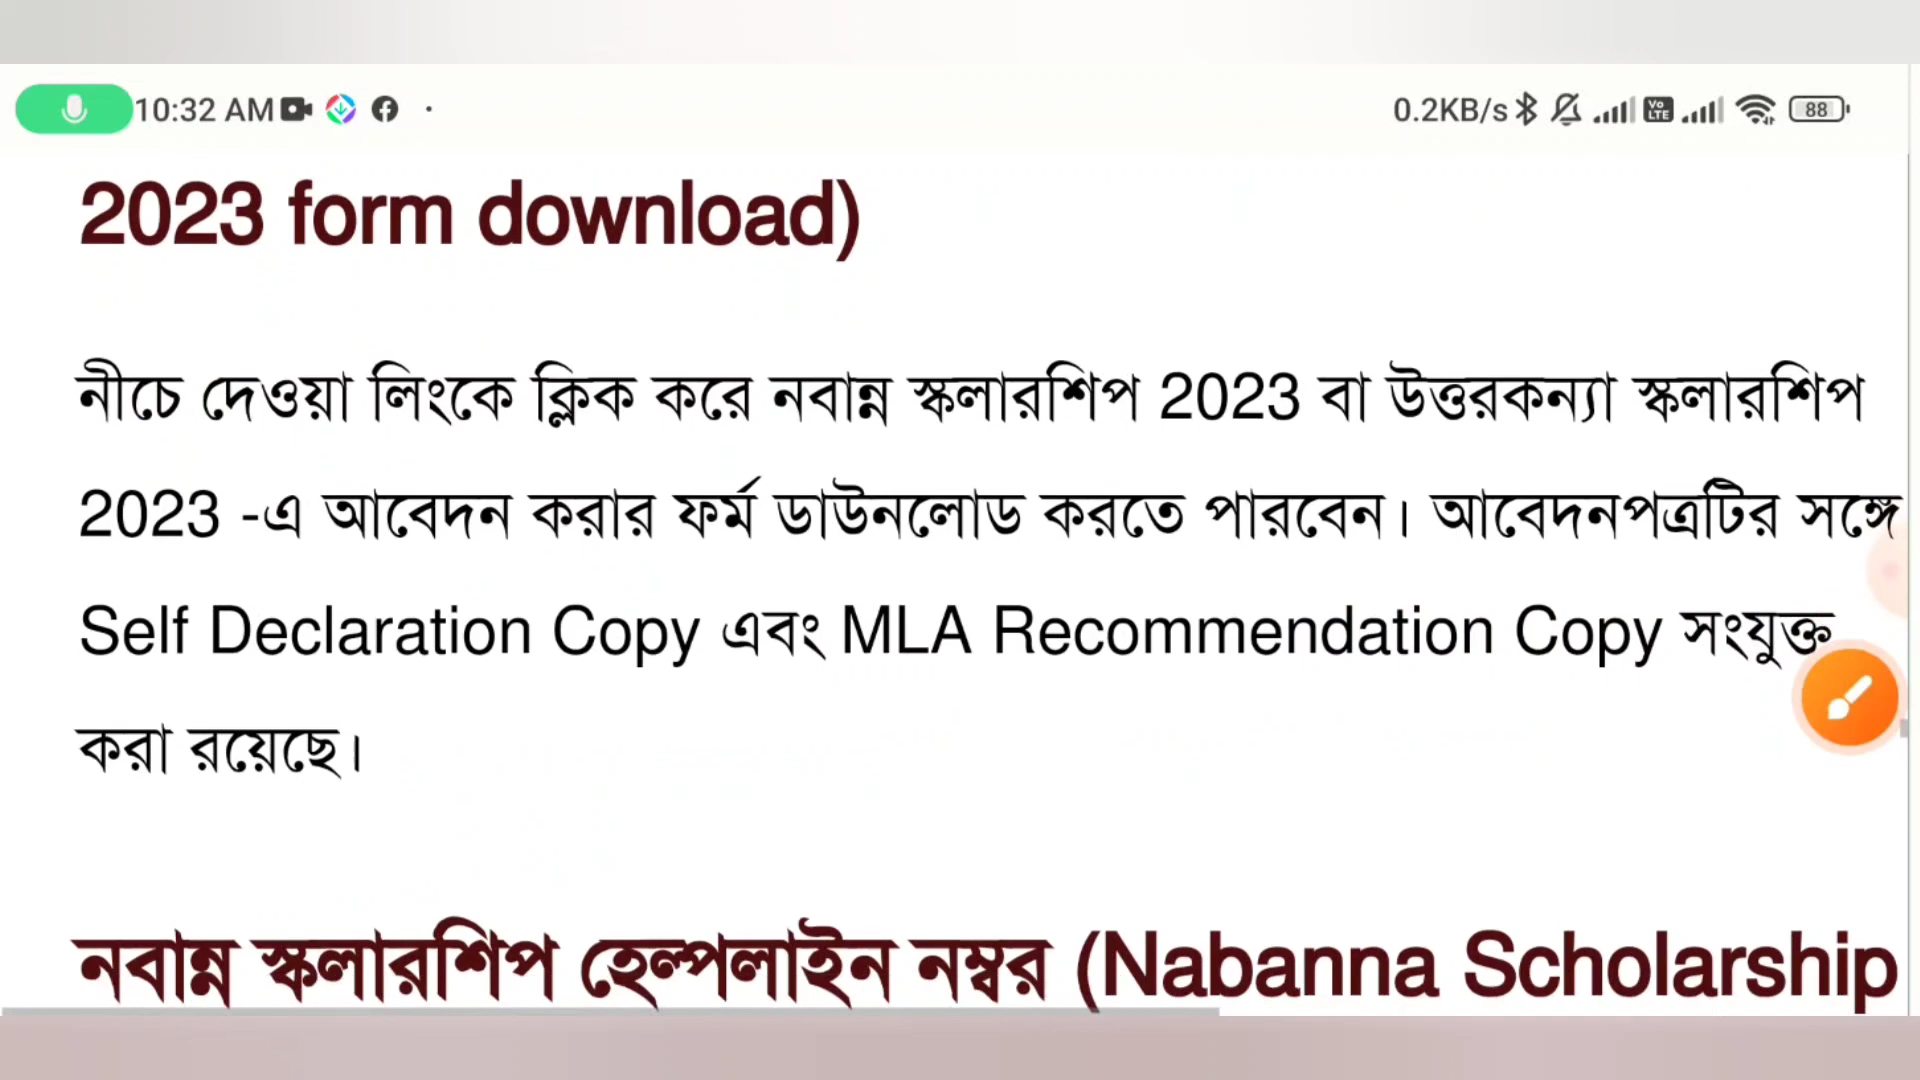 10:32 AM 0.2KB/s Vo LTE 88
2023 form download)
নীচে দেওয়া লিংকে ক্লিক করে নবান্ন স্কলারশিপ 2023 বা উত্তরকন্যা স্কলারশিপ
2023 -এ আবেদন করার ফর্ম ডাউনলোড করতে পারবেন। আবেদনপত্রটির সঙ্গে
Self Declaration Copy এবং MLA Recommendation Copy সংযুক্ত
করা রয়েছে।
নবান্ন স্কলারশিপ হেল্পলাইন নম্বর (Nabanna Scholarship